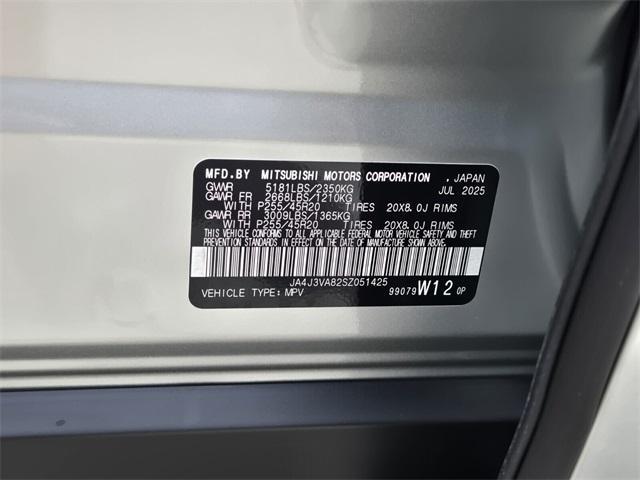 MFD.BY MITSUBISHI MOTORS CORPORATION . JAPAN
GVWR 5181LBS/2350KG JUL 2025
GAWR FR 2668LBS/1210KG
WITH P255/45R20 TIRES 20X8.0J RIMS
GAWR RR 3009LBS/1365KG
WITH P255/45R20 TIRES 20X8.0J RIMS
THIS VEHICLE CONFORMS TO ALL APPLICABLE FEDERAL MOTOR VEHICLE SAFETY AND THEFT
PREVENTION STANDARDS IN EFFECT ON THE DATE OF MANUFACTURE SHOWN ABOVE.
JA4J3VA82SZ051425
VEHICLE TYPE: MPV 99079 W12 0P